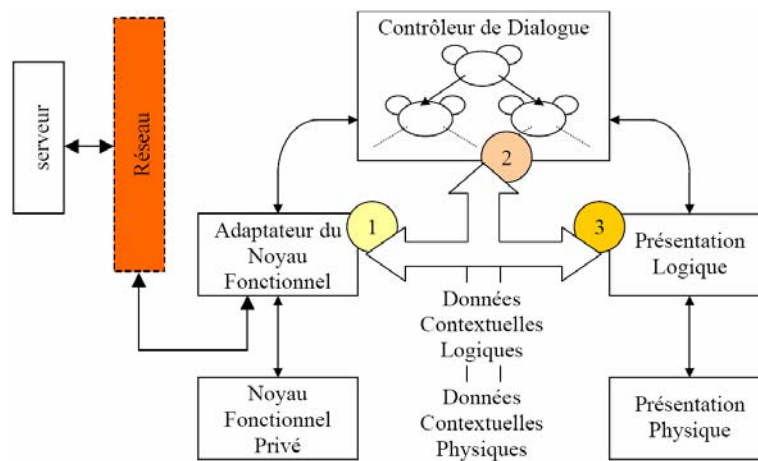 Contrôleur de Dialogue
serveur
Réseau
2
1
3
Adaptateur du
Noyau
Fonctionnel
Présentation
Logique
Données
Contextuelles
Logiques
Noyau
Fonctionnel
Privé
Données
Contextuelles
Physiques
Présentation
Physique